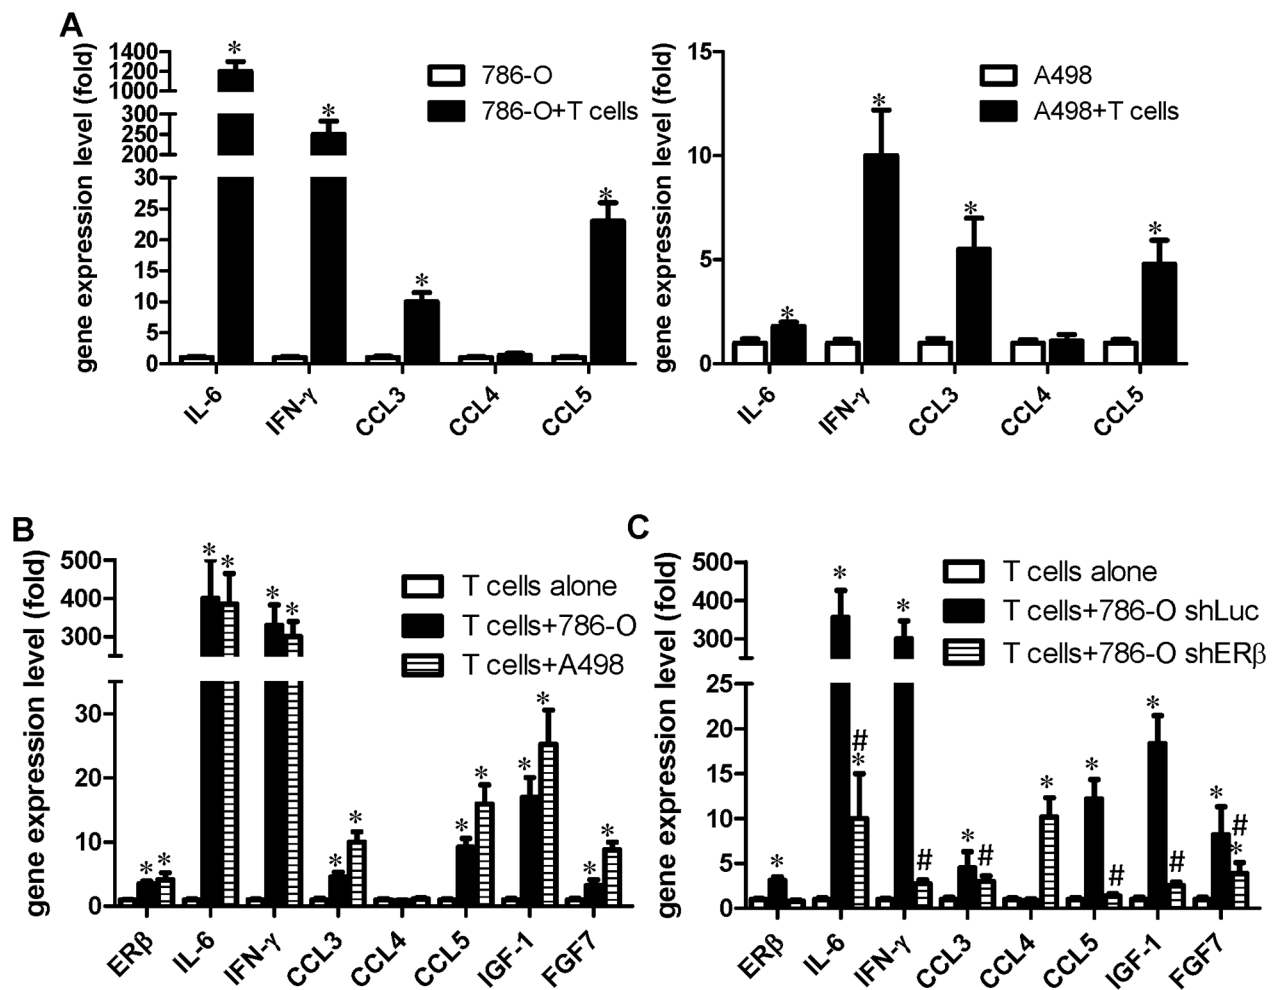 A
gene expression level (fold)
1400
1200
1000
300
250
200
30
25
20
15
10
5
0
* * * *
786-O
786-O+T cells
IL-6 IFN-γ CCL3 CCL4 CCL5
gene expression level (fold)
15
10
5
0
* * * * 
A498
A498+T cells
IL-6 IFN-γ CCL3 CCL4 CCL5
B
gene expression level (fold)
500
400
300
30
20
10
0
* * * * * * * * * * * * * *
T cells alone
T cells+786-O
T cells+A498
ERβ IL-6 IFN-γ CCL3 CCL4 CCL5 IGF-1 FGF7
C
gene expression level (fold)
500
400
300
25
20
15
10
5
0
* * # * * # * # * * # * # * # *
T cells alone
T cells+786-O shLuc
T cells+786-O shERβ
ERβ IL-6 IFN-γ CCL3 CCL4 CCL5 IGF-1 FGF7